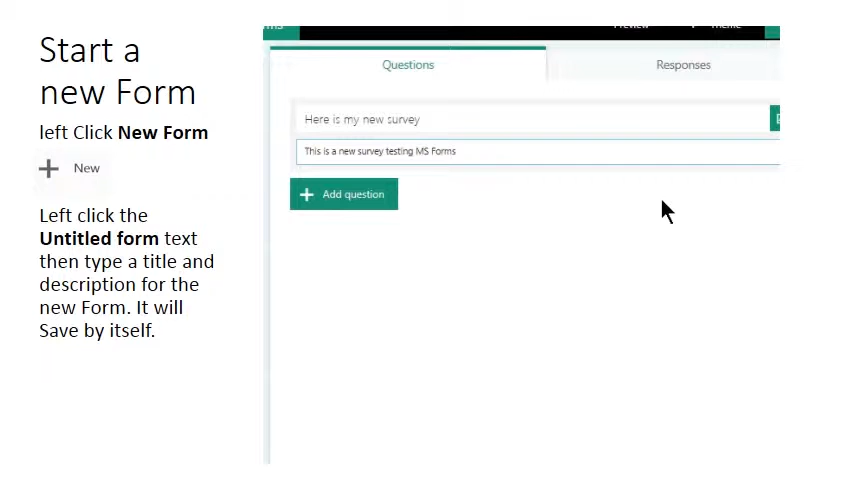 Start a
new Form
left Click New Form
New
Left click the
Untitled form text
then type a title and
description for the
new Form. It will
Save by itself.
Preview Theme
Questions Responses
Here is my new survey
This is a new survey testing MS Forms
Add question